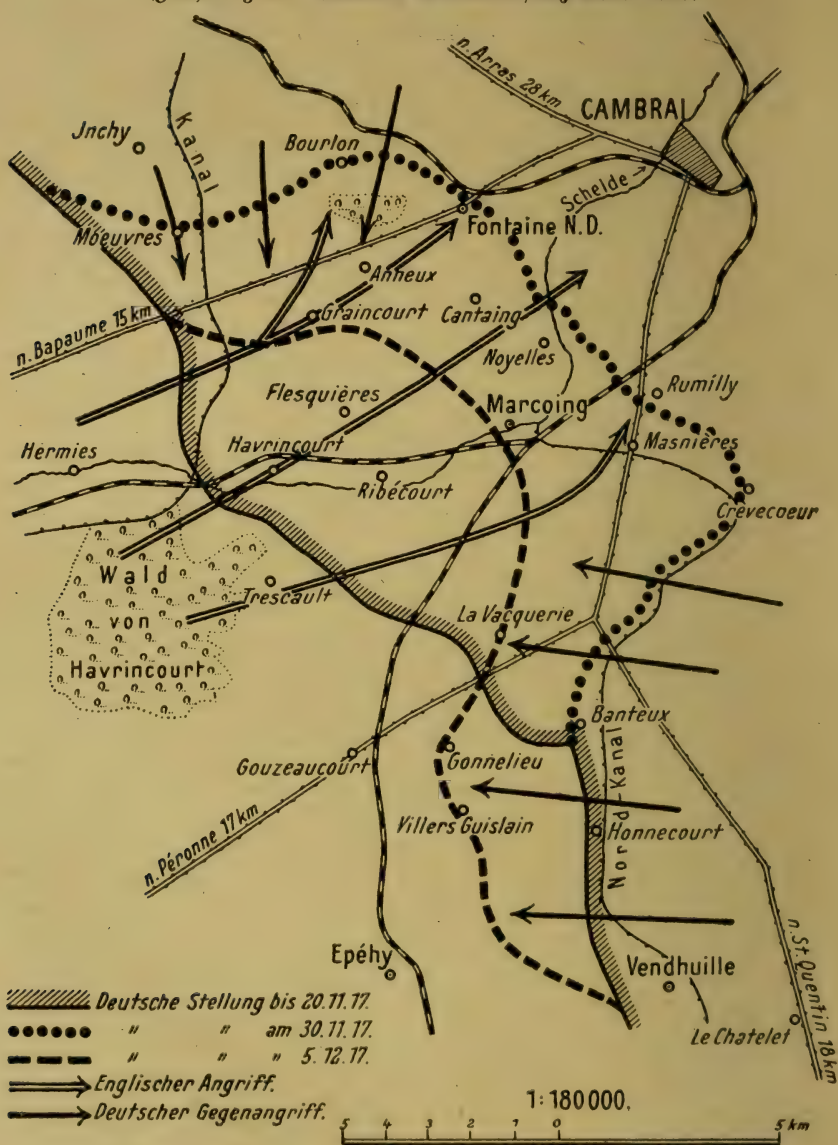 n. Arras 28 km
CAMBRAI
Jnchy
Kanal
Bourlon
Schelde
Moeuvres
Fontaine N.D.
Anneux
n. Bapaume 15 km
Graincourt
Cantaing
Noyelles
Flesquières
Rumilly
Marcoing
Hermies
Havrincourt
Masnières
Ribécourt
Crèvecoeur
Wald
von
Havrincourt
Trescault
La Vacquerie
Banteux
Gouzeaucourt
Gonnelieu
Nord-Kanal
Villers Guislain
Honnecourt
n. Péronne 17 km
Epéhy
Vendhuille
n. St. Quentin 18 km
Le Chatelet
Deutsche Stellung bis 20.11.17.
" " am 30.11.17.
" " " 5.12.17.
Englischer Angriff.
Deutscher Gegenangriff.
1:180000.
5 4 3 2 1 0 5 km